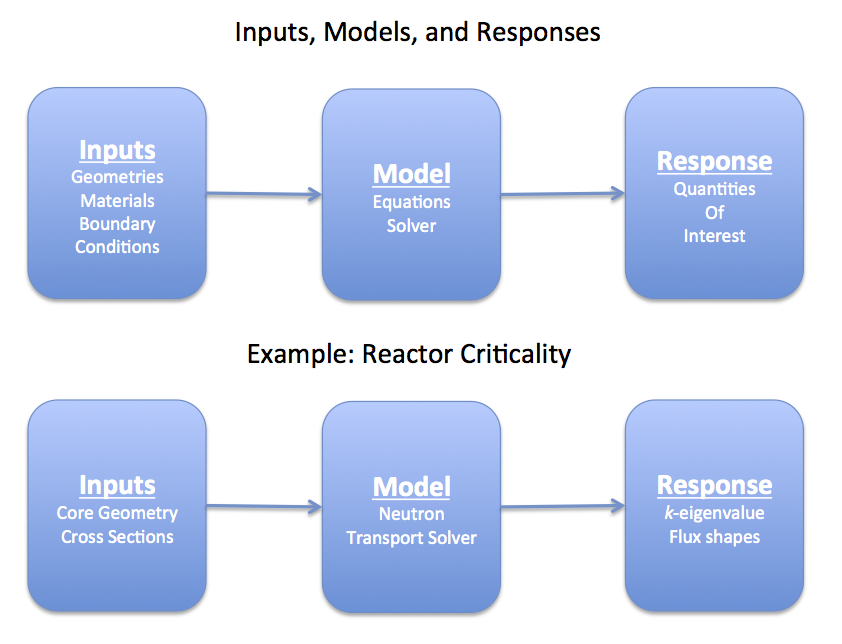 Inputs, Models, and Responses
Inputs
Geometries
Materials
Boundary
Conditions
Model
Equations
Solver
Response
Quantities
Of
Interest
Example: Reactor Criticality
Inputs
Core Geometry
Cross Sections
Model
Neutron
Transport Solver
Response
k-eigenvalue
Flux shapes